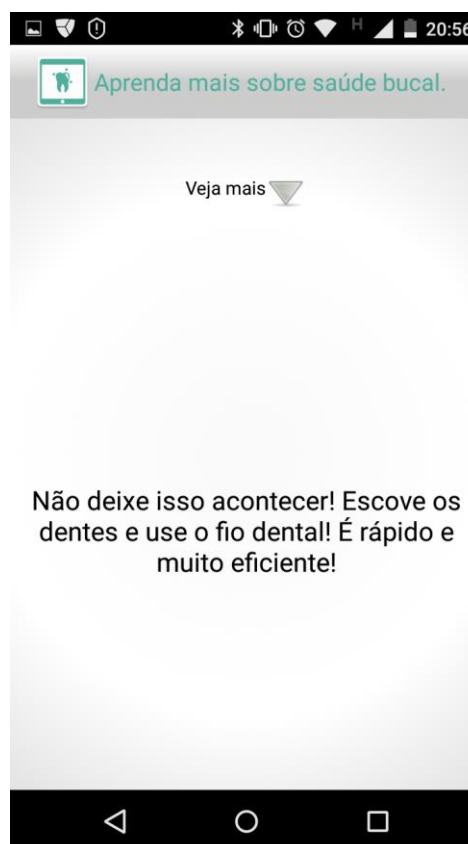 H 20:56
Aprenda mais sobre saúde bucal.
Veja mais
Não deixe isso acontecer! Escove os
dentes e use o fio dental! É rápido e
muito eficiente!